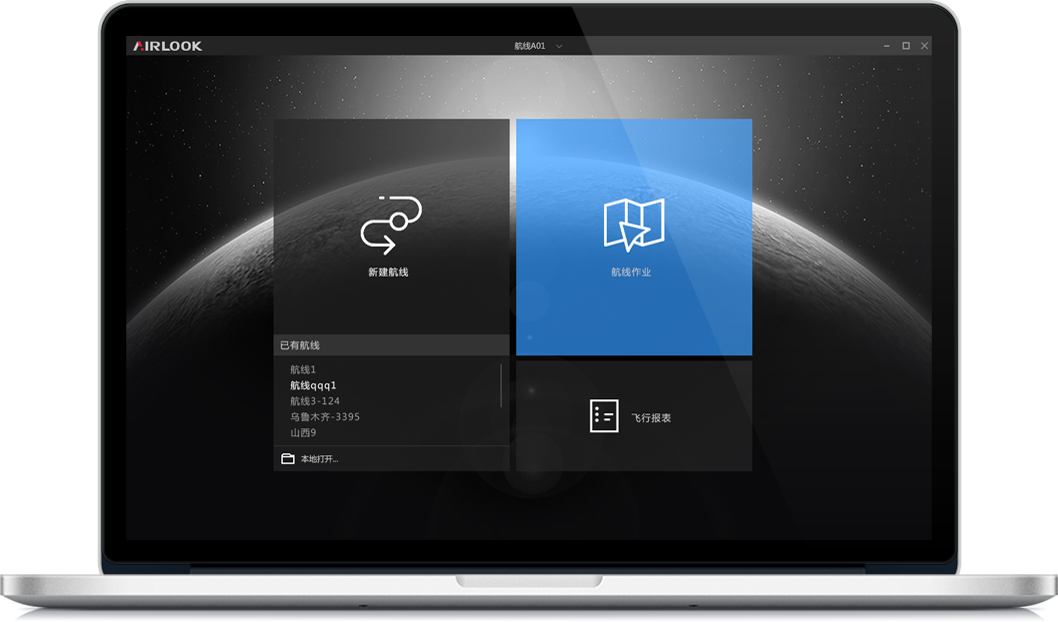 AIRLOOK
航线A01
新建航线
航线作业
已有航线
航线1
航线qqq1
航线3-124
乌鲁木齐-3395
山西9
本地打开...
飞行报表